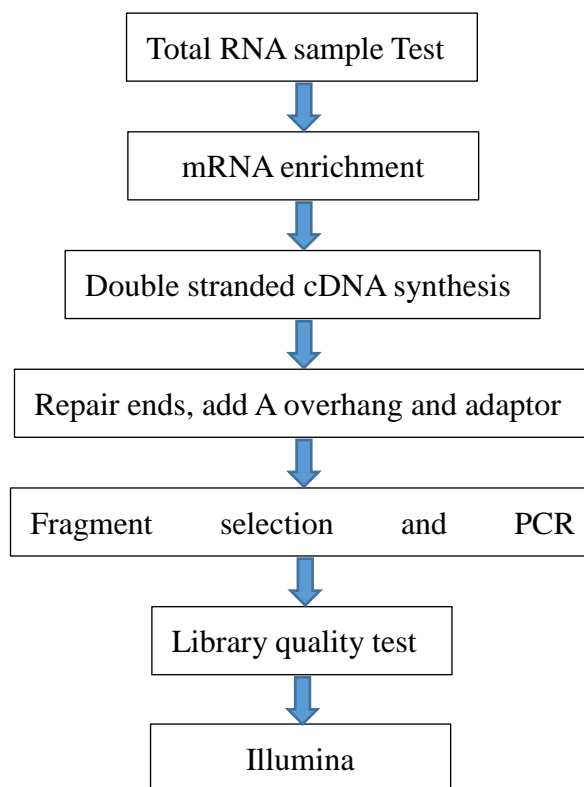 Total RNA sample Test
mRNA enrichment
Double stranded cDNA synthesis
Repair ends, add A overhang and adaptor
Fragment selection and PCR
Library quality test
Illumina